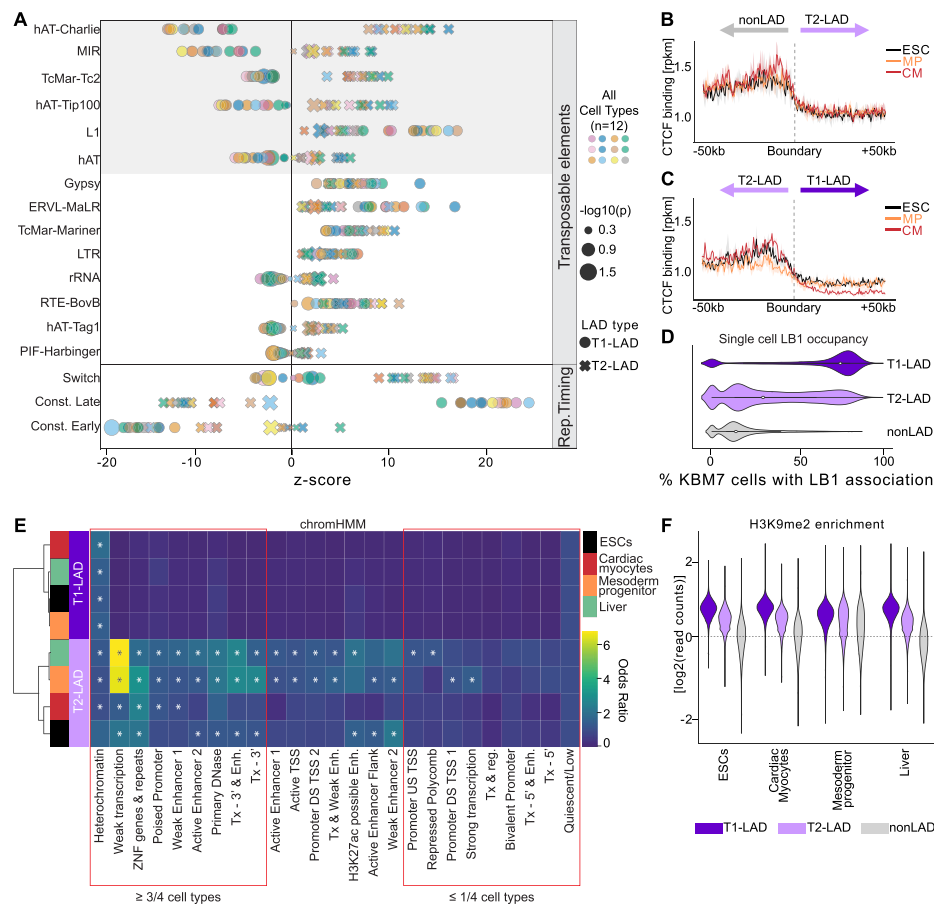 A
hAT-Charlie
MIR
TcMar-Tc2
hAT-Tip100
L1
hAT
Gypsy
ERVL-MaLR
TcMar-Mariner
LTR
rRNA
RTE-BovB
hAT-Tag1
PIF-Harbinger
Switch
Const. Late
Const. Early
-20
-10
0
10
20
z-score
Transposable elements
Rep.Timing
All
Cell Types
(n=12)
-log10(p)
0.3
0.9
1.5
LAD type
T1-LAD
T2-LAD
B
nonLAD
T2-LAD
CTCF binding [rpkm]
1.5
1.0
ESC
MP
CM
-50kb
Boundary
+50kb
C
T2-LAD
T1-LAD
CTCF binding [rpkm]
1.5
1.0
ESC
MP
CM
-50kb
Boundary
+50kb
D
Single cell LB1 occupancy
T1-LAD
T2-LAD
nonLAD
0
50
100
% KBM7 cells with LB1 association
E
chromHMM
T1-LAD
T2-LAD
ESCs
Cardiac
myocytes
Mesoderm
progenitor
Liver
6
4
2
0
Odds Ratio
Heterochromatin
Weak transcription
ZNF genes & repeats
Poised Promoter
Weak Enhancer 1
Active Enhancer 2
Primary DNase
Tx - 3' & Enh.
Tx - 3'
Active Enhancer 1
Active TSS
Promoter DS TSS 2
Tx & Weak Enh.
H3K27ac possible Enh.
Active Enhancer Flank
Weak Enhancer 2
Promoter US TSS
Repressed Polycomb
Promoter DS TSS 1
Strong transcription
Tx & reg.
Bivalent Promoter
Tx - 5' & Enh.
Tx - 5'
Quiescent/Low
≥ 3/4 cell types
≤ 1/4 cell types
F
H3K9me2 enrichment
[log2(read counts)]
2
0
-2
ESCs
Cardiac
Myocytes
Mesoderm
progenitor
Liver
T1-LAD
T2-LAD
nonLAD